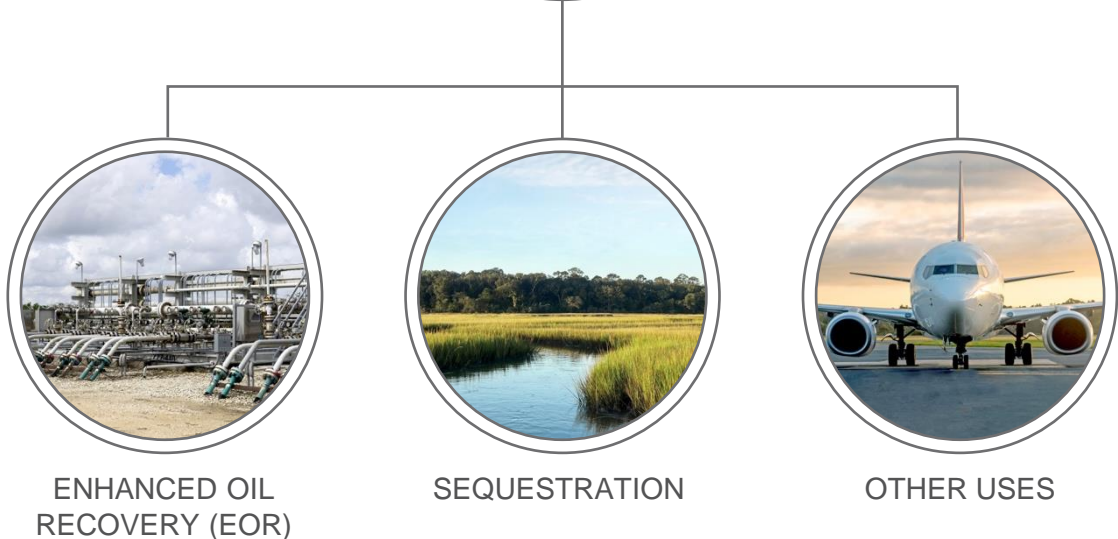 ENHANCED OIL
RECOVERY (EOR)
SEQUESTRATION
OTHER USES